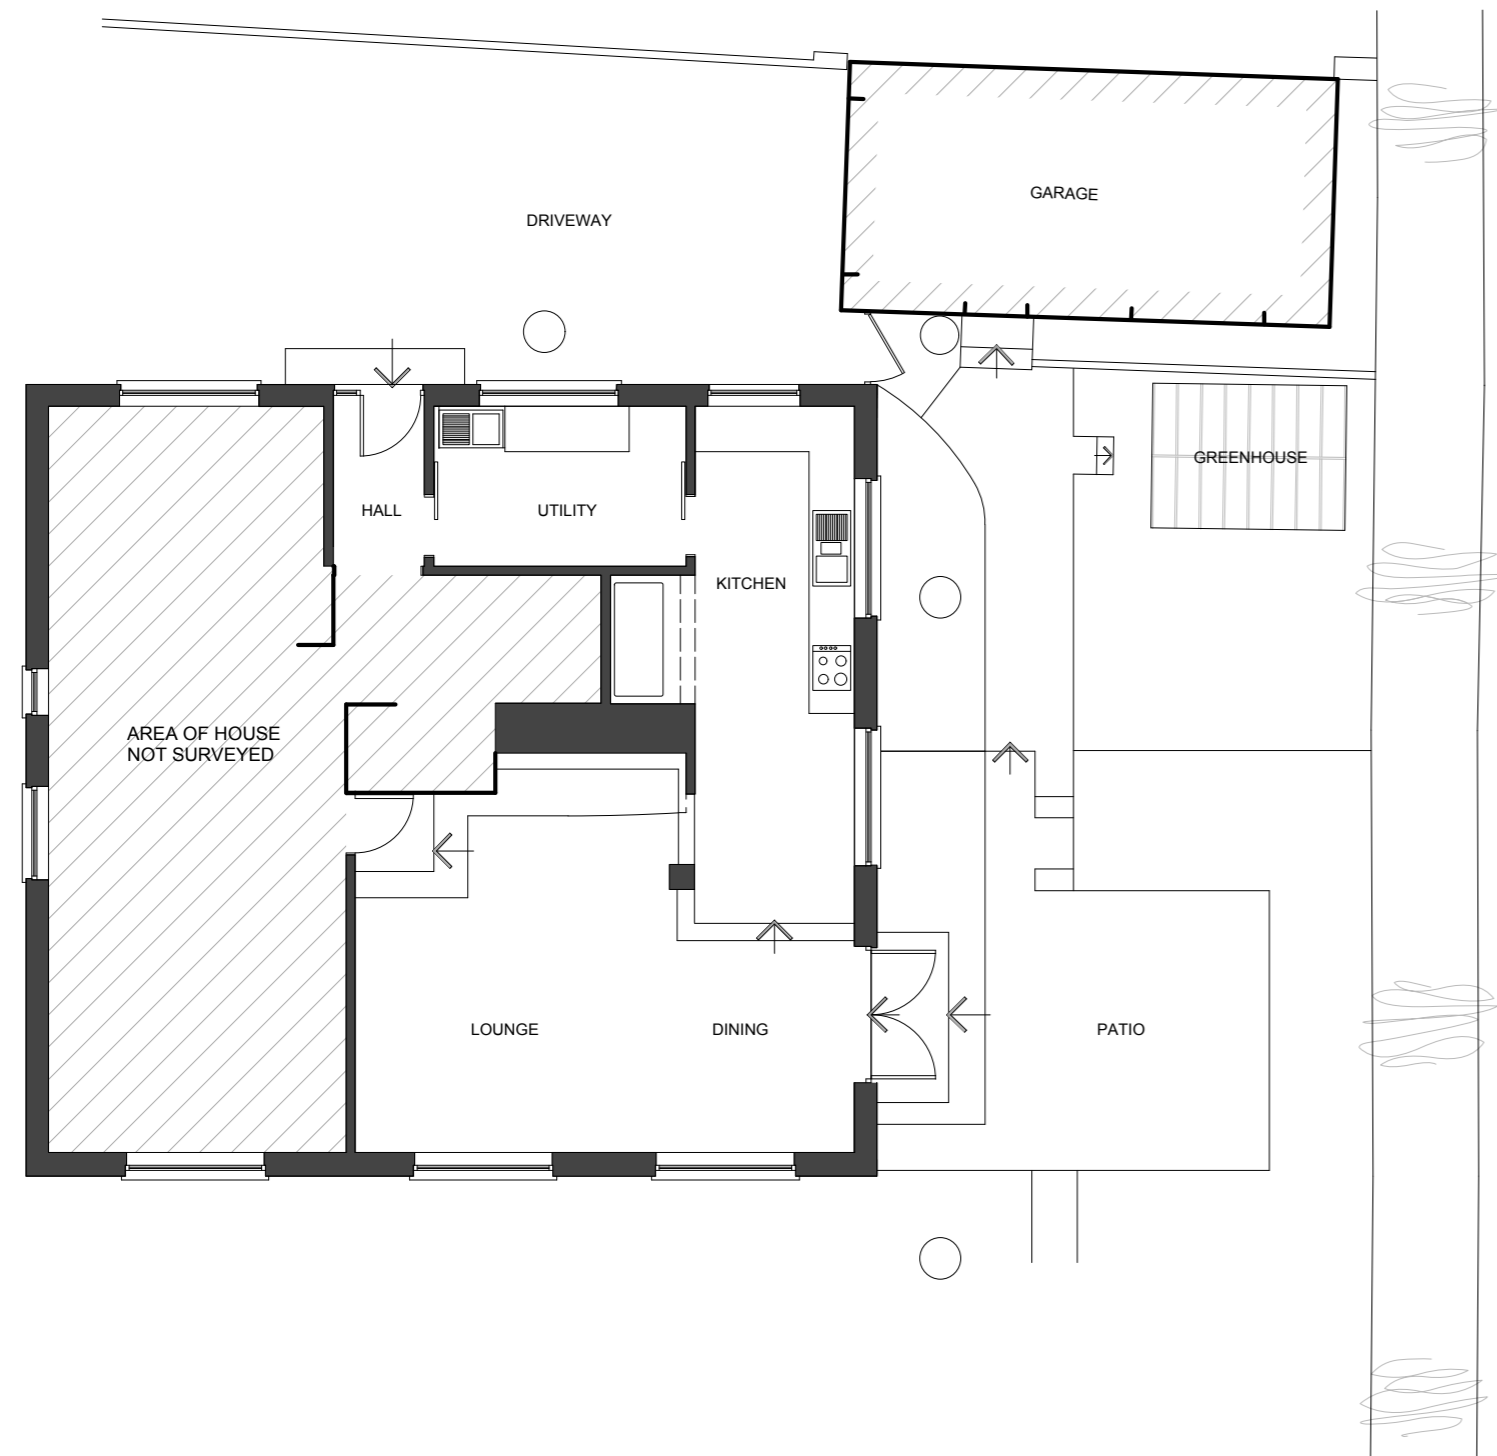 GARAGE
DRIVEWAY
GREENHOUSE
HALL
UTILITY
KITCHEN
AREA OF HOUSE
NOT SURVEYED
LOUNGE
DINING
PATIO